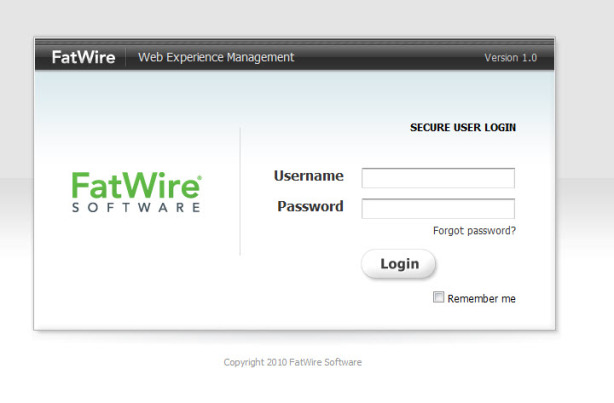 FatWire Web Experience Management Version 1.0
SECURE USER LOGIN
FatWire
SOFTWARE
Username
Password
Forgot password?
Login
Remember me
Copyright 2010 FatWire Software